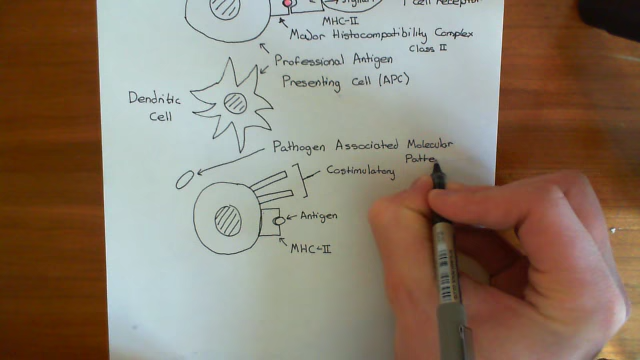 T Cell Receptor
MHC-II
Major Histocompatibility Complex
Class II
Professional Antigen
Presenting Cell (APC)
Dendritic
Cell
Pathogen Associated Molecular
Patte
Costimulatory
Antigen
MHC-II